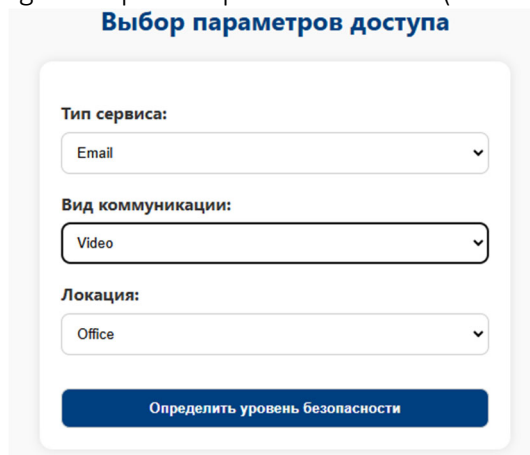 Выбор параметров доступа
Тип сервиса:
Email
Вид коммуникации:
Video
Локация:
Office
Определить уровень безопасности